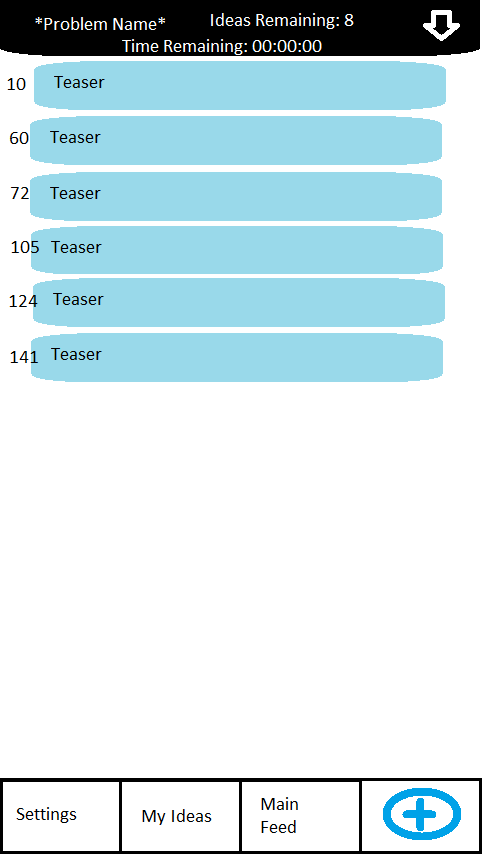 *Problem Name*
Ideas Remaining: 8
Time Remaining: 00:00:00
10 Teaser
60 Teaser
72 Teaser
105 Teaser
124 Teaser
141 Teaser
Settings
My Ideas
Main
Feed